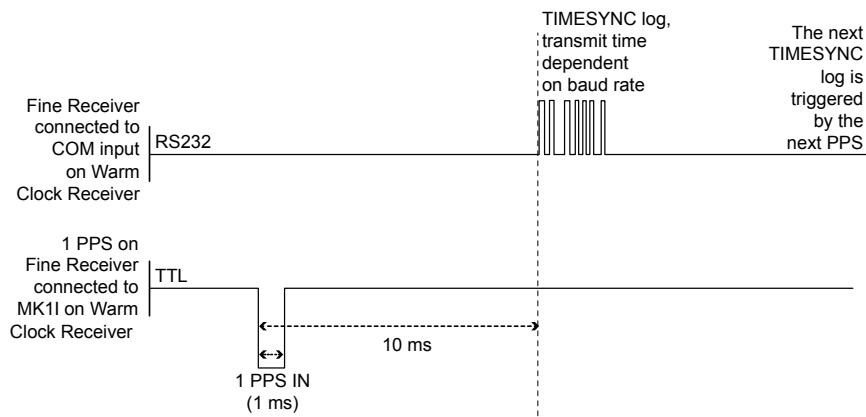 TIMESYNC log,
transmit time
dependent
on baud rate
The next
TIMESYNC
log is
triggered
by the
next PPS
Fine Receiver
connected to
COM input
on Warm
Clock Receiver
RS232
1 PPS on
Fine Receiver
connected to
MK1I on Warm
Clock Receiver
TTL
10 ms
1 PPS IN
(1 ms)